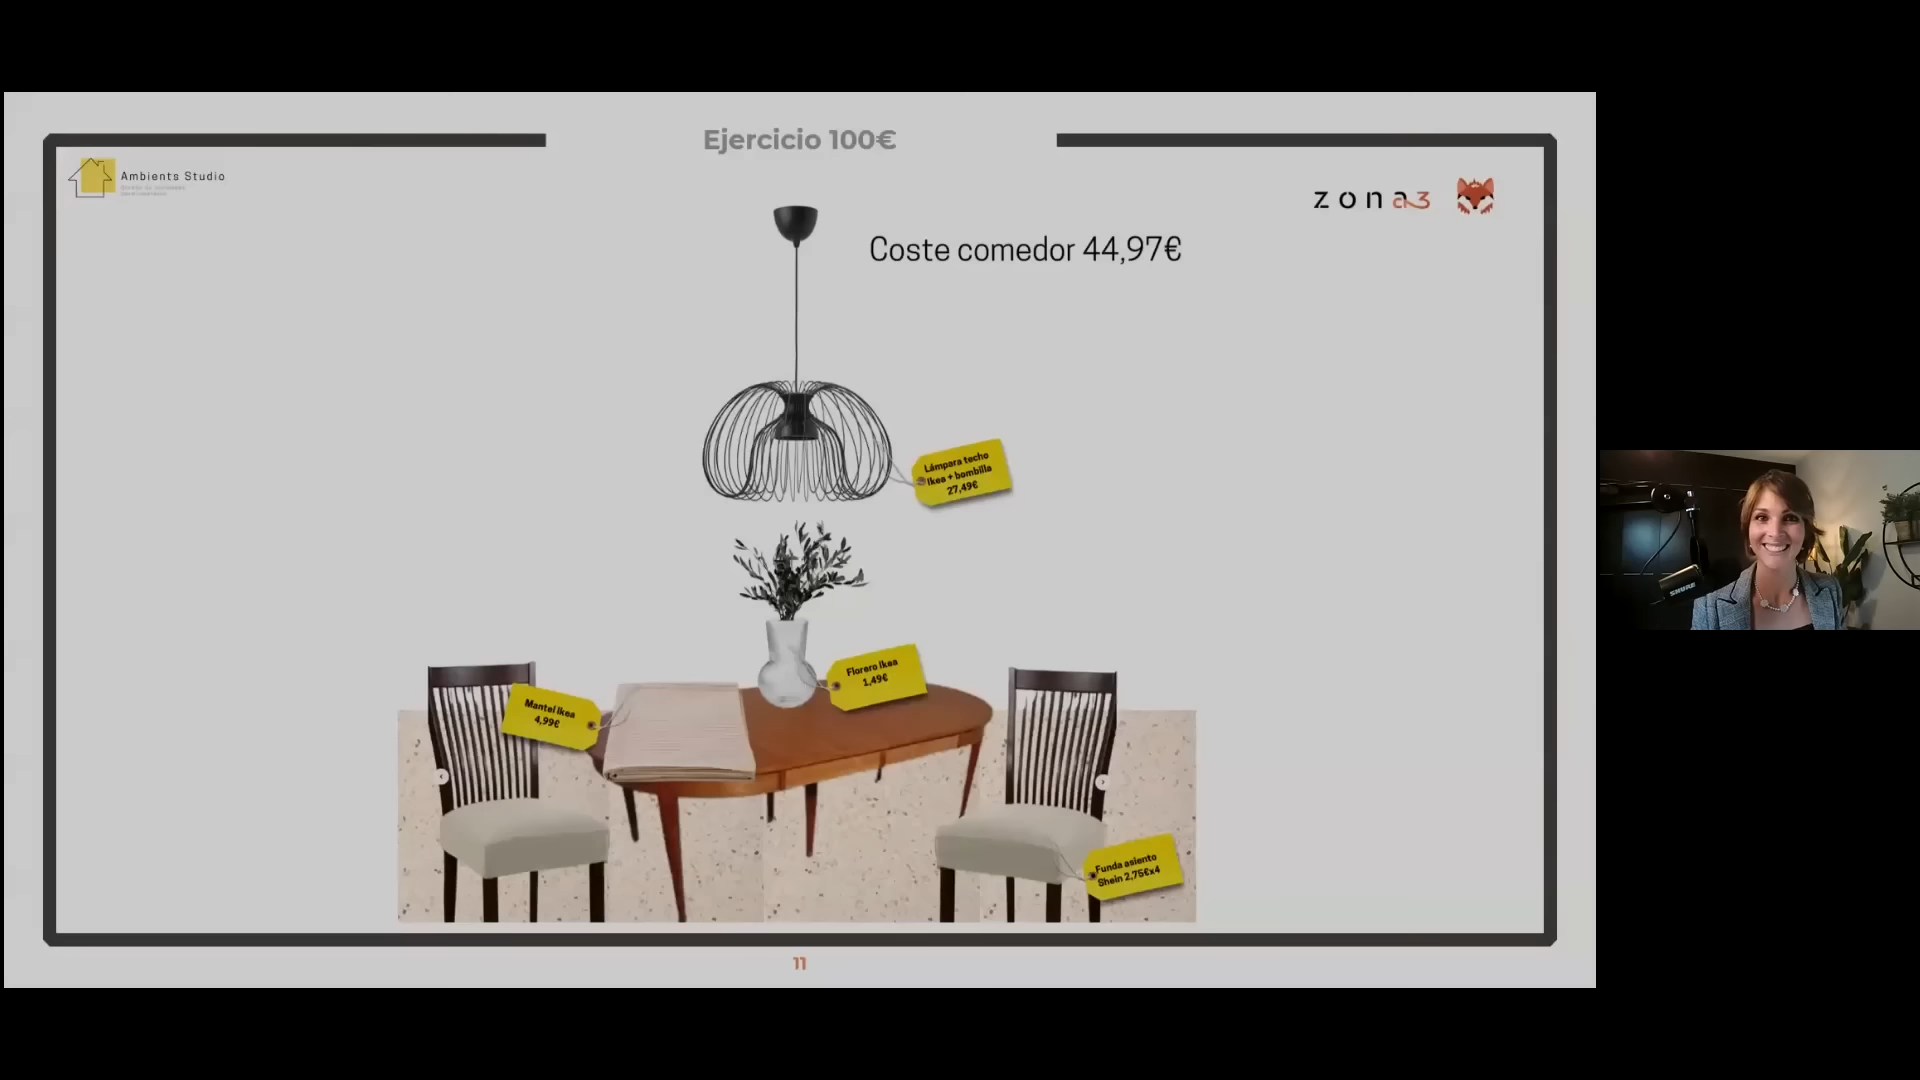 Ejercicio 100€
Ambients Studio
zona3
Coste comedor 44,97€
Lámpara techo
Ikea + bombilla
27,49€
Florero Ikea
1,49€
Mantel Ikea
4,99€
Funda asiento
Shein 2,75€x4
SHURE
11